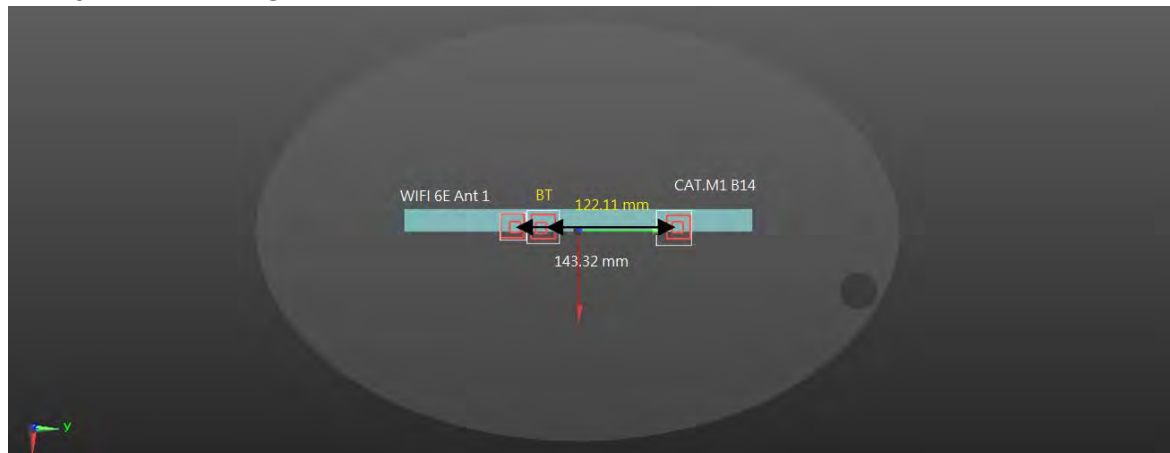 WIFI 6E Ant 1
BT
CAT.M1 B14
122.11 mm
143.32 mm
y